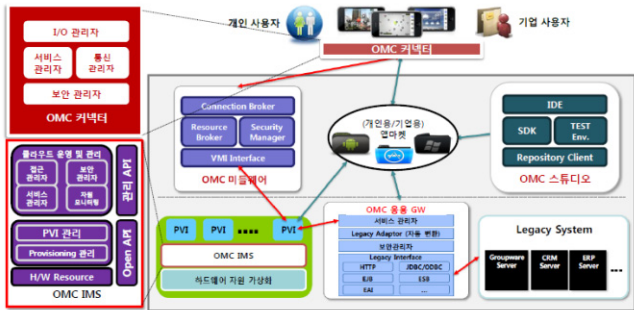 개인 사용자
기업 사용자
OMC 커넥터
I/O 관리자
서비스
관리자
통신
관리자
보안 관리자
OMC 커넥터
Connection Broker
Resource
Broker
Security
Manager
VMI Interface
OMC 미들웨어
(개인용/기업용)
앱마켓
IDE
SDK
TEST
Env.
Repository Client
OMC 스튜디오
클라우드 운영 및 관리
접근
관리자
보안
관리자
서비스
관리자
자원
모니터링
관리 API
PVI 관리
Provisioning 관리
Open API
H/W Resource
OMC IMS
PVI
PVI
PVI
OMC IMS
하드웨어 자원 가상화
OMC 응용 GW
서비스 관리자
Legacy Adaptor (자동 변환)
보안관리자
Legacy Interface
HTTP
JDBC/ODBC
EJB
ESB
EAI
...
Legacy System
Groupware
Server
CRM
Server
ERP
Server
...